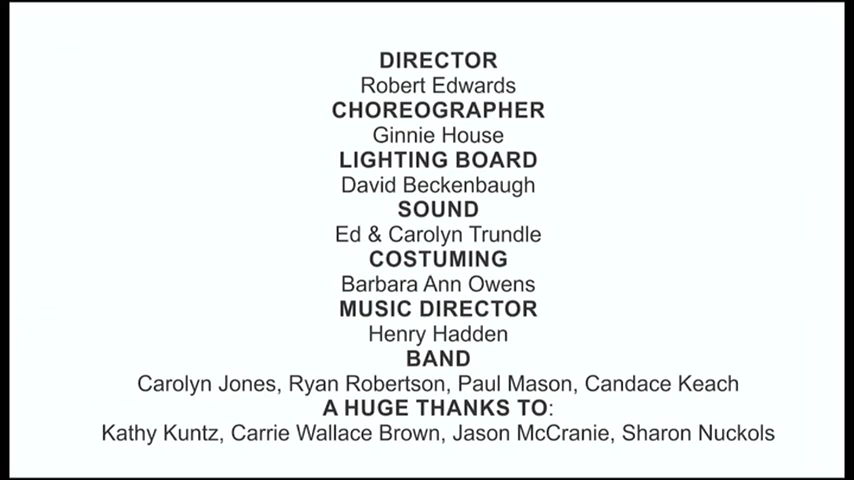 DIRECTOR
Robert Edwards
CHOREOGRAPHER
Ginnie House
LIGHTING BOARD
David Beckenbaugh
SOUND
Ed & Carolyn Trundle
COSTUMING
Barbara Ann Owens
MUSIC DIRECTOR
Henry Hadden
BAND
Carolyn Jones, Ryan Robertson, Paul Mason, Candace Keach
A HUGE THANKS TO:
Kathy Kuntz, Carrie Wallace Brown, Jason McCranie, Sharon Nuckols